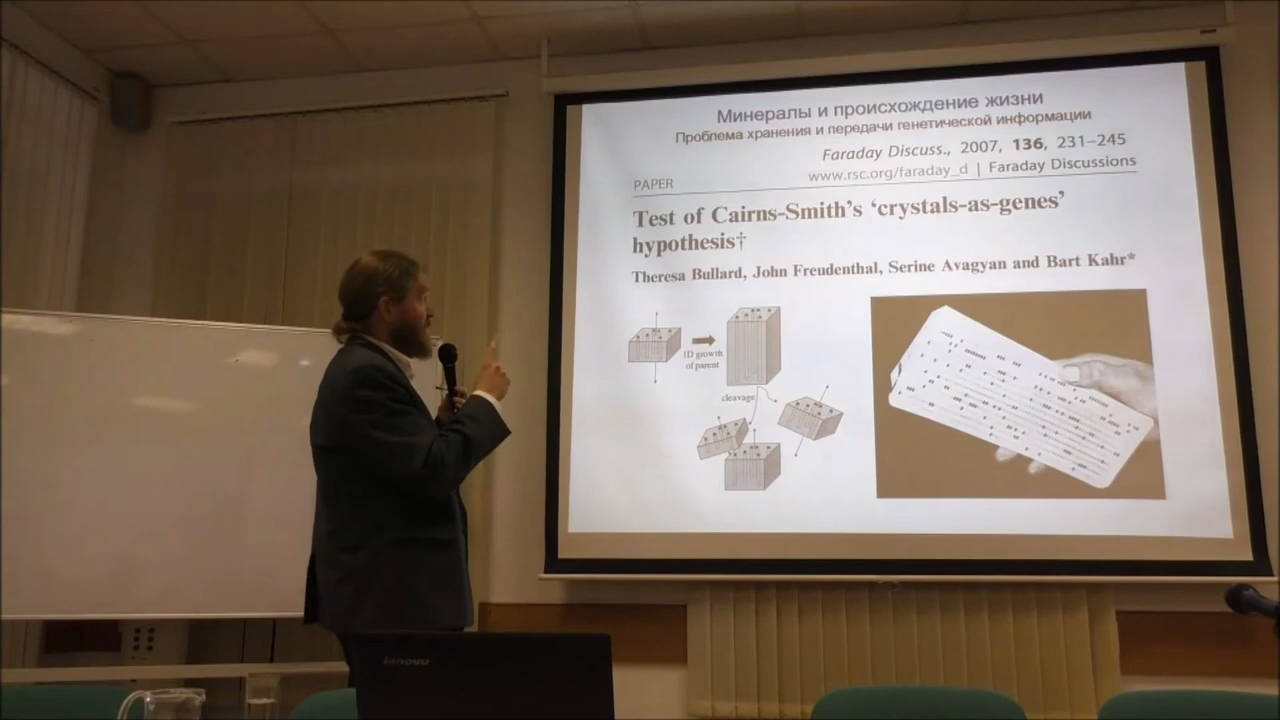 Минералы и происхождение жизни
Проблема хранения и передачи генетической информации
Faraday Discuss., 2007, 136, 231–245
www.rsc.org/faraday_d | Faraday Discussions
PAPER
Test of Cairns-Smith's 'crystals-as-genes'
hypothesis†
Theresa Bullard, John Freudenthal, Serine Avagyan and Bart Kahr*
1D growth
of parent
cleavage
lenovo